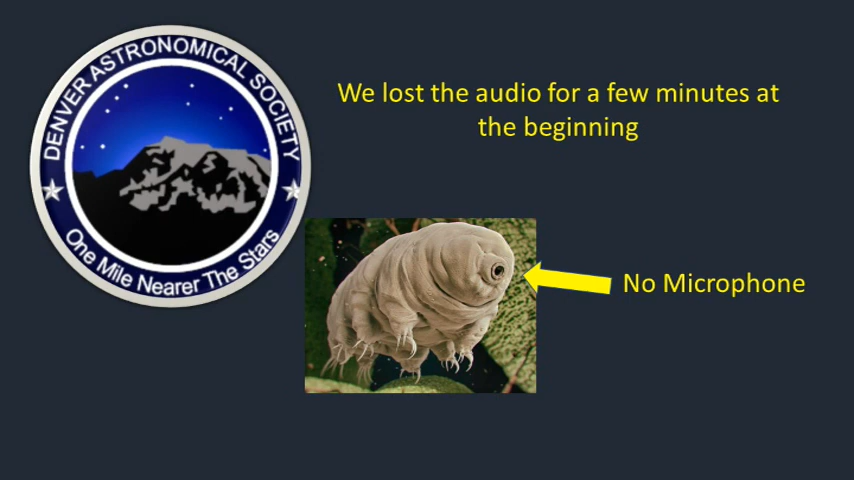 DENVER ASTRONOMICAL SOCIETY
One Mile Nearer The Stars
We lost the audio for a few minutes at
the beginning
No Microphone